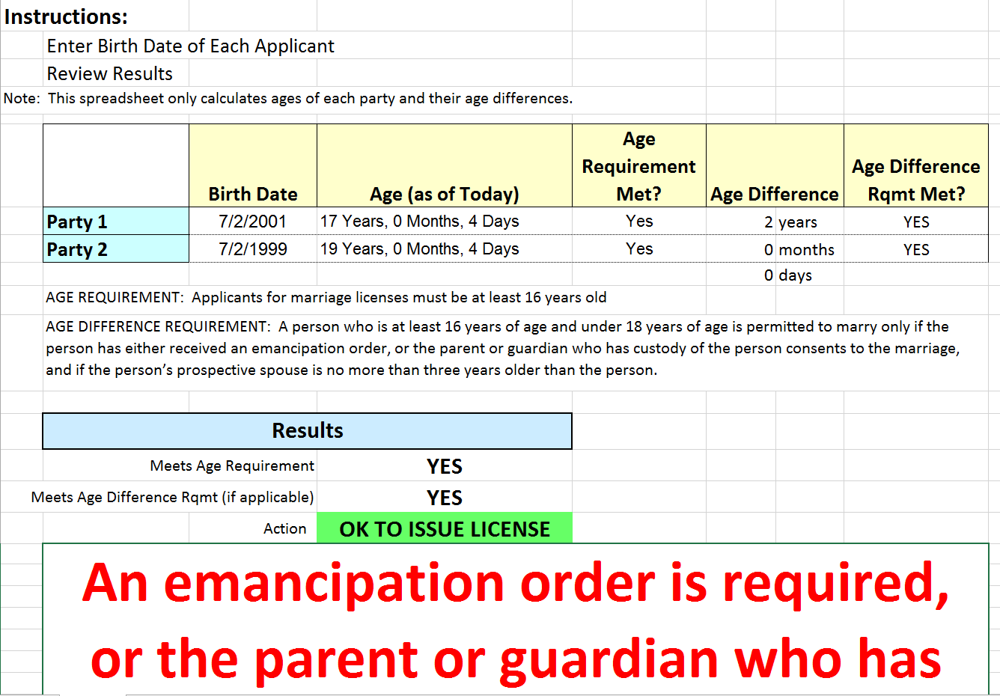 Instructions:
Enter Birth Date of Each Applicant
Review Results
Note:  This spreadsheet only calculates ages of each party and their age differences.
Birth Date
Age (as of Today)
Age
Requirement
Met?
Age Difference
Age Difference
Rqmt Met?
Party 1 7/2/2001 17 Years, 0 Months, 4 Days Yes 2 years YES
Party 2 7/2/1999 19 Years, 0 Months, 4 Days Yes 0 months YES
0 days
AGE REQUIREMENT:  Applicants for marriage licenses must be at least 16 years old
AGE DIFFERENCE REQUIREMENT:  A person who is at least 16 years of age and under 18 years of age is permitted to marry only if the
person has either received an emancipation order, or the parent or guardian who has custody of the person consents to the marriage,
and if the person’s prospective spouse is no more than three years older than the person.
Results
Meets Age Requirement YES
Meets Age Difference Rqmt (if applicable) YES
Action OK TO ISSUE LICENSE
An emancipation order is required,
or the parent or guardian who has